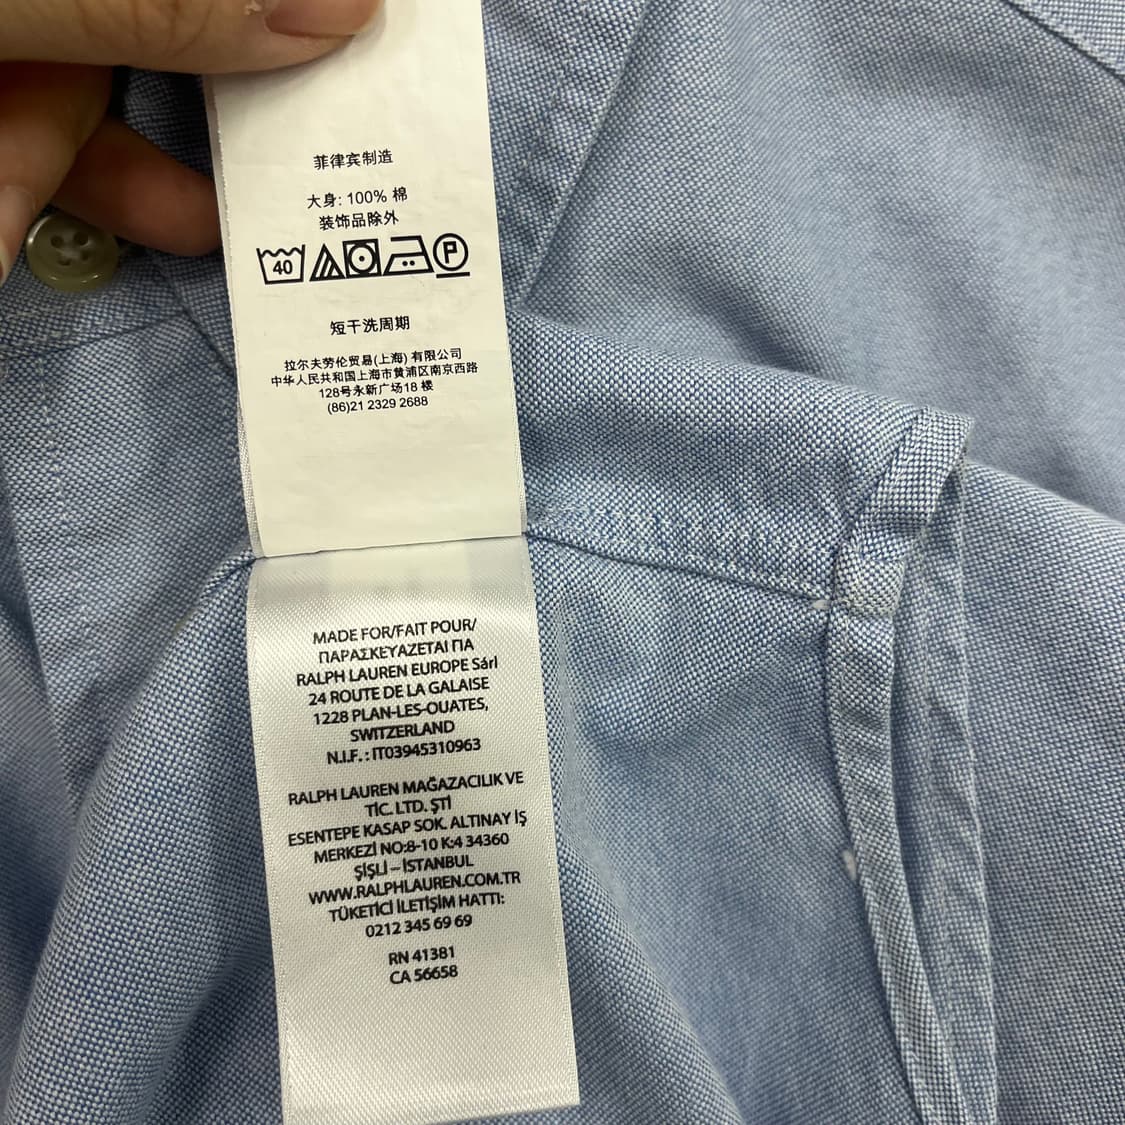 菲律宾制造
大身: 100% 棉
装饰品除外
40 P
短干洗周期
拉尔夫劳伦贸易(上海) 有限公司
中华人民共和国上海市黄浦区南京西路
128号永新广场18 楼
(86)21 2329 2688
MADE FOR/FAIT POUR/
ΠΑΡΑΣΚΕΥΑΖΕΤΑΙ ΓΙΑ
RALPH LAUREN EUROPE Sárl
24 ROUTE DE LA GALAISE
1228 PLAN-LES-OUATES,
SWITZERLAND
N.I.F. : IT03945310963
RALPH LAUREN MAĞAZACILIK VE
TİC. LTD. ŞTİ
ESENTEPE KASAP SOK. ALTINAY İŞ
MERKEZİ NO:8-10 K:4 34360
ŞİŞLİ – İSTANBUL
WWW.RALPHLAUREN.COM.TR
TÜKETİCİ İLETİŞİM HATTI:
0212 345 69 69
RN 41381
CA 56658